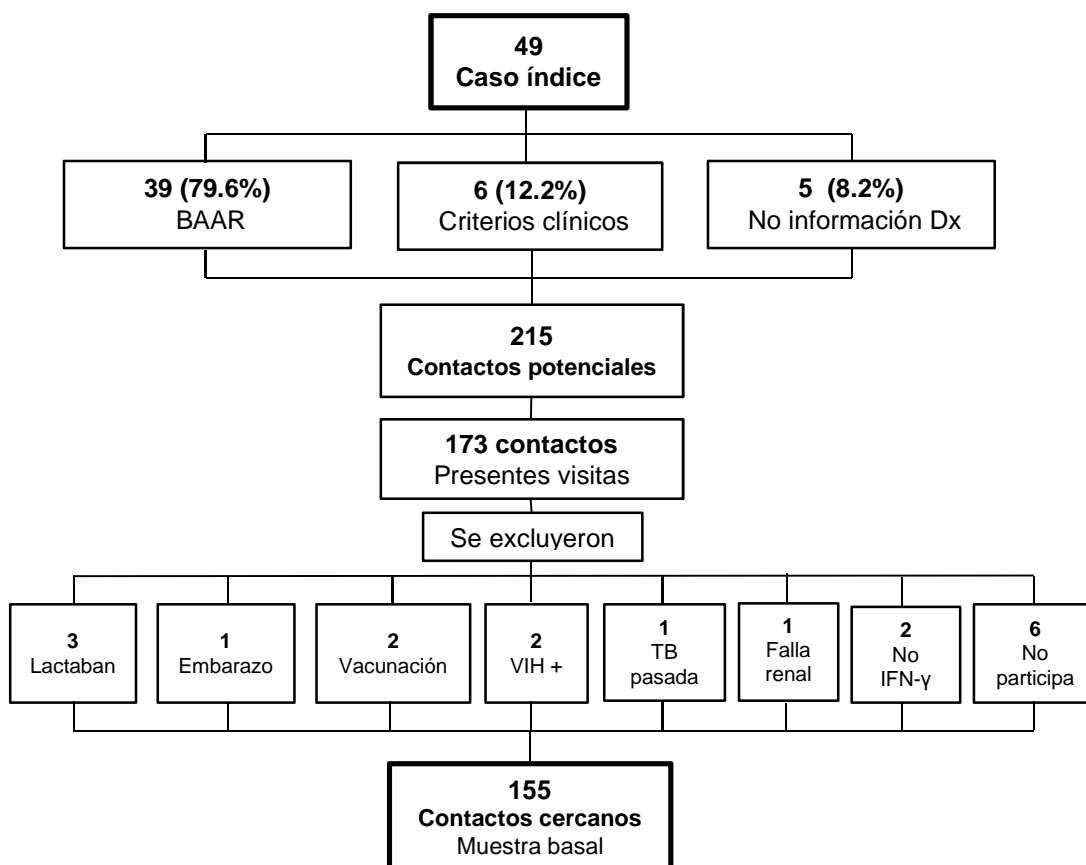 49
Caso índice
39 (79.6%)
BAAR
6 (12.2%)
Criterios clínicos
5 (8.2%)
No información Dx
215
Contactos potenciales
173 contactos
Presentes visitas
Se excluyeron
3
Lactaban
1
Embarazo
2
Vacunación
2
VIH +
1
TB
pasada
1
Falla
renal
2
No
IFN-γ
6
No
participa
155
Contactos cercanos
Muestra basal